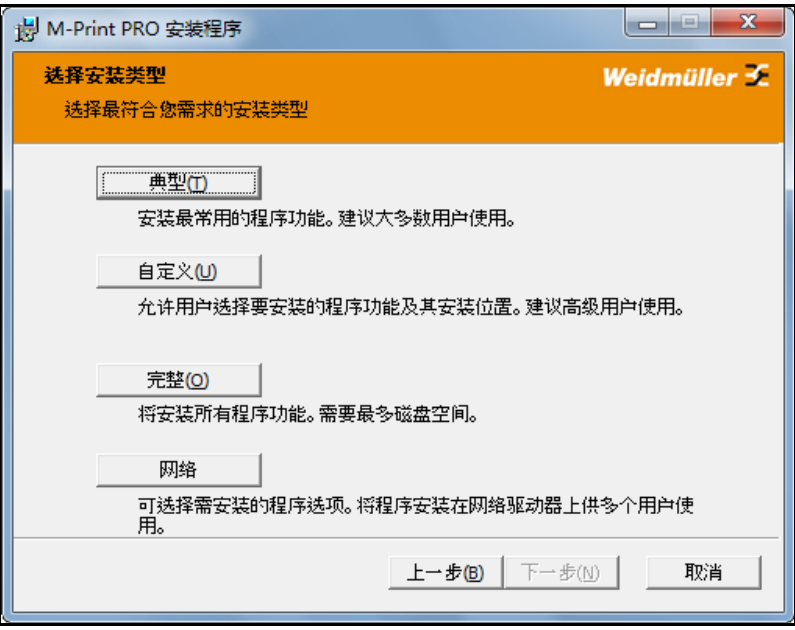 M-Print PRO 安装程序
选择安装类型
Weidmüller
选择最符合您需求的安装类型
典型(T)
安装最常用的程序功能。建议大多数用户使用。
自定义(U)
允许用户选择要安装的程序功能及其安装位置。建议高级用户使用。
完整(O)
将安装所有程序功能。需要最多磁盘空间。
网络
可选择需安装的程序选项。将程序安装在网络驱动器上供多个用户使
用。
上一步(B)
下一步(N)
取消